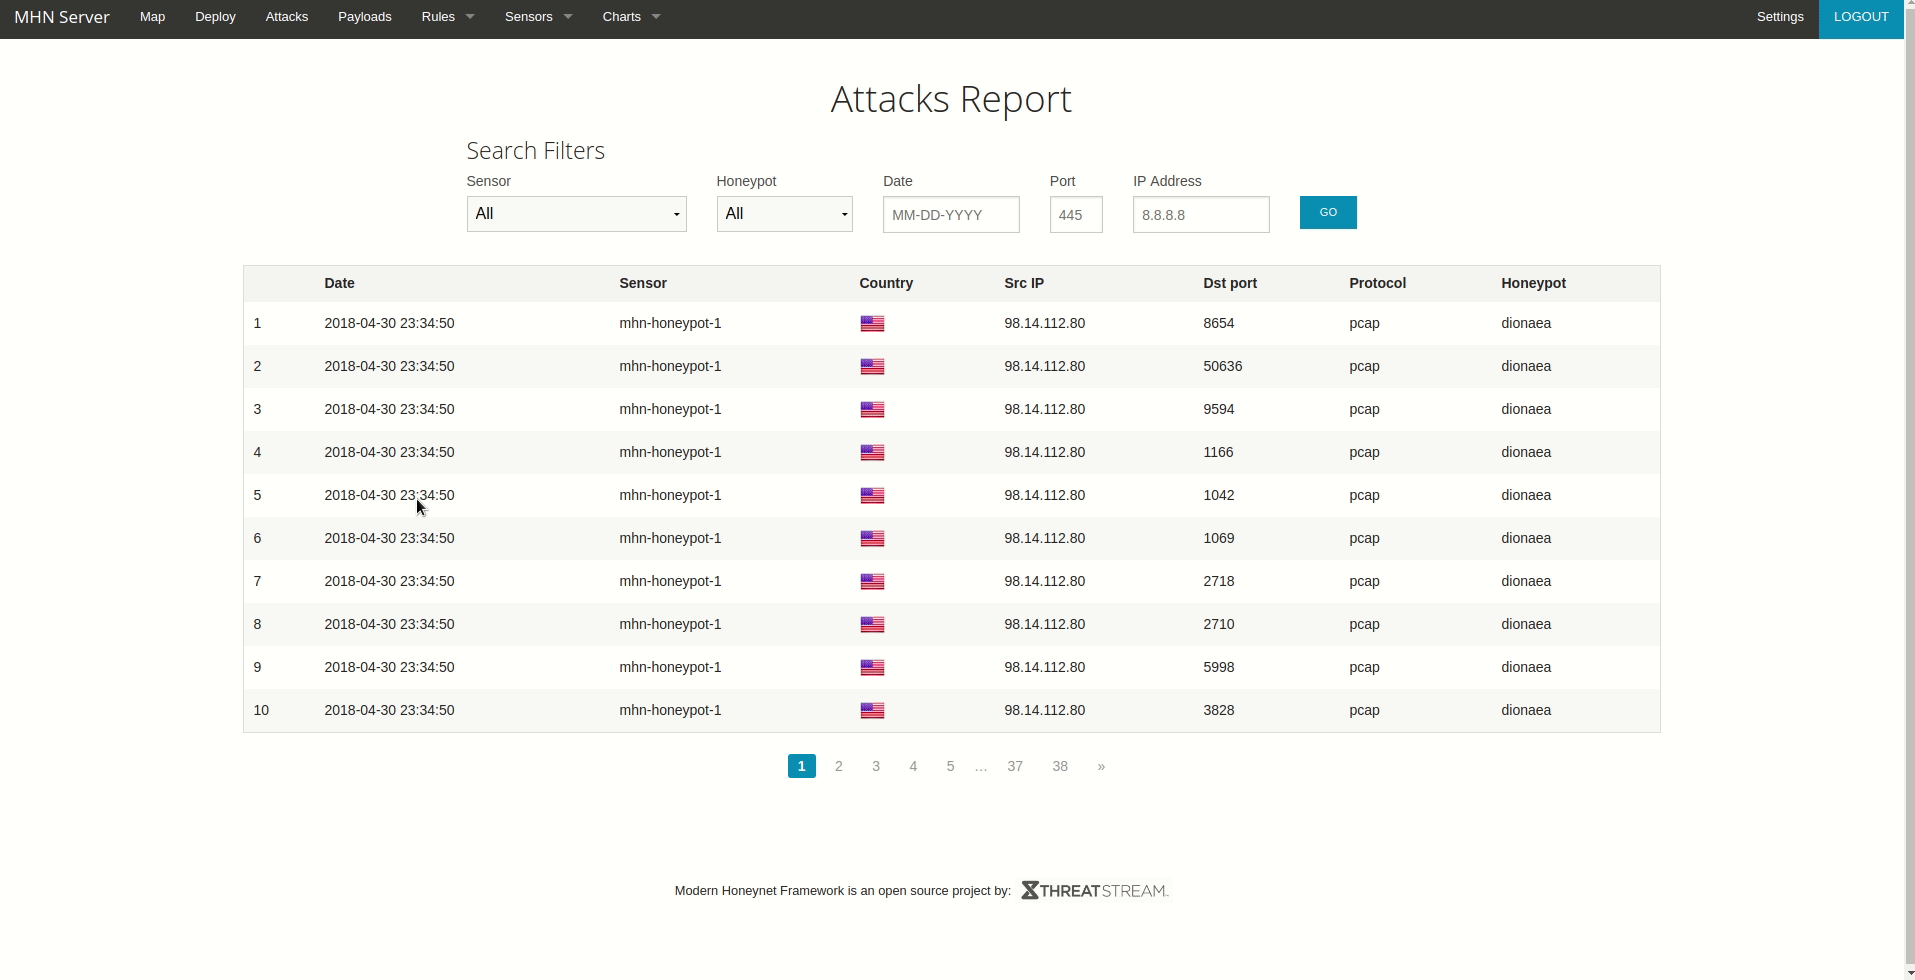 MHN Server Map Deploy Attacks Payloads Rules Sensors Charts Settings LOGOUT
Attacks Report
Search Filters
Sensor Honeypot Date Port IP Address
All All MM-DD-YYYY 445 8.8.8.8 GO
Date Sensor Country Src IP Dst port Protocol Honeypot
1 2018-04-30 23:34:50 mhn-honeypot-1 98.14.112.80 8654 pcap dionaea
2 2018-04-30 23:34:50 mhn-honeypot-1 98.14.112.80 50636 pcap dionaea
3 2018-04-30 23:34:50 mhn-honeypot-1 98.14.112.80 9594 pcap dionaea
4 2018-04-30 23:34:50 mhn-honeypot-1 98.14.112.80 1166 pcap dionaea
5 2018-04-30 23:34:50 mhn-honeypot-1 98.14.112.80 1042 pcap dionaea
6 2018-04-30 23:34:50 mhn-honeypot-1 98.14.112.80 1069 pcap dionaea
7 2018-04-30 23:34:50 mhn-honeypot-1 98.14.112.80 2718 pcap dionaea
8 2018-04-30 23:34:50 mhn-honeypot-1 98.14.112.80 2710 pcap dionaea
9 2018-04-30 23:34:50 mhn-honeypot-1 98.14.112.80 5998 pcap dionaea
10 2018-04-30 23:34:50 mhn-honeypot-1 98.14.112.80 3828 pcap dionaea
1 2 3 4 5 … 37 38 »
Modern Honeynet Framework is an open source project by: THREATSTREAM